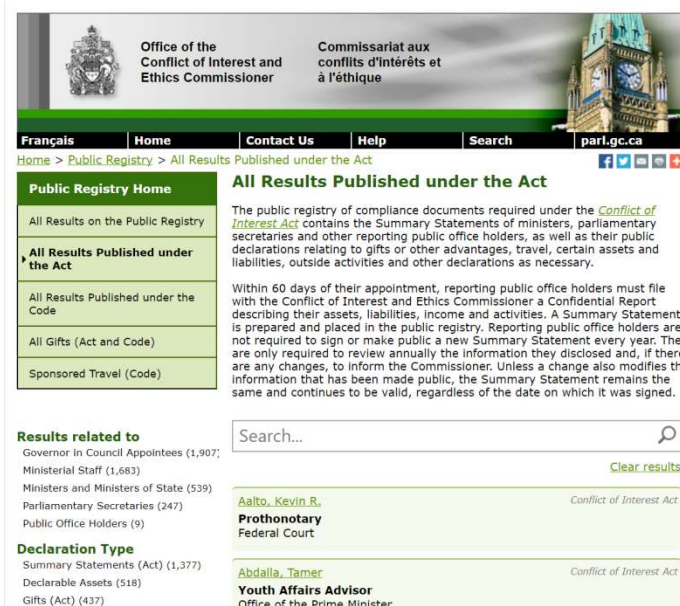 Office of the
Conflict of Interest and
Ethics Commissioner
Commissariat aux
conflits d'intérêts et
à l'éthique
Français
Home
Contact Us
Help
Search
parl.gc.ca
Home > Public Registry > All Results Published under the Act
Public Registry Home
All Results on the Public Registry
All Results Published under
the Act
All Results Published under the
Code
All Gifts (Act and Code)
Sponsored Travel (Code)
Results related to
Governor in Council Appointees (1,907)
Ministerial Staff (1,683)
Ministers and Ministers of State (539)
Parliamentary Secretaries (247)
Public Office Holders (9)
Declaration Type
Summary Statements (Act) (1,377)
Declarable Assets (518)
Gifts (Act) (437)
All Results Published under the Act
The public registry of compliance documents required under the Conflict of
Interest Act contains the Summary Statements of ministers, parliamentary
secretaries and other reporting public office holders, as well as their public
declarations relating to gifts or other advantages, travel, certain assets and
liabilities, outside activities and other declarations as necessary.
Within 60 days of their appointment, reporting public office holders must file
with the Conflict of Interest and Ethics Commissioner a Confidential Report
describing their assets, liabilities, income and activities. A Summary Statement
is prepared and placed in the public registry. Reporting public office holders are
not required to sign or make public a new Summary Statement every year. The
are only required to review annually the information they disclosed and, if there
are any changes, to inform the Commissioner. Unless a change also modifies th
information that has been made public, the Summary Statement remains the
same and continues to be valid, regardless of the date on which it was signed.
Search...
Clear results
Aalto, Kevin R.
Conflict of Interest Act
Prothonotary
Federal Court
Abdalla, Tamer
Conflict of Interest Act
Youth Affairs Advisor
Office of the Prime Minister